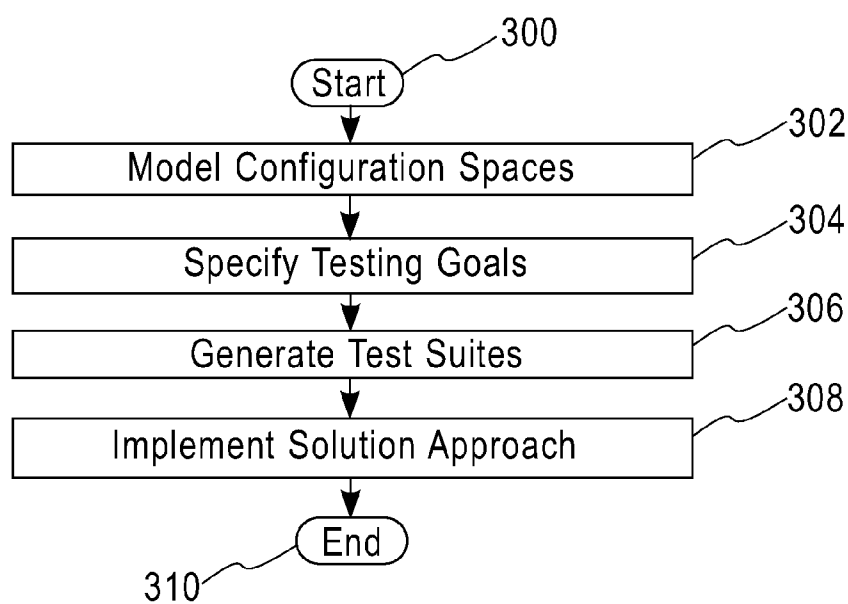 300
Start
302
Model Configuration Spaces
304
Specify Testing Goals
306
Generate Test Suites
308
Implement Solution Approach
End
310